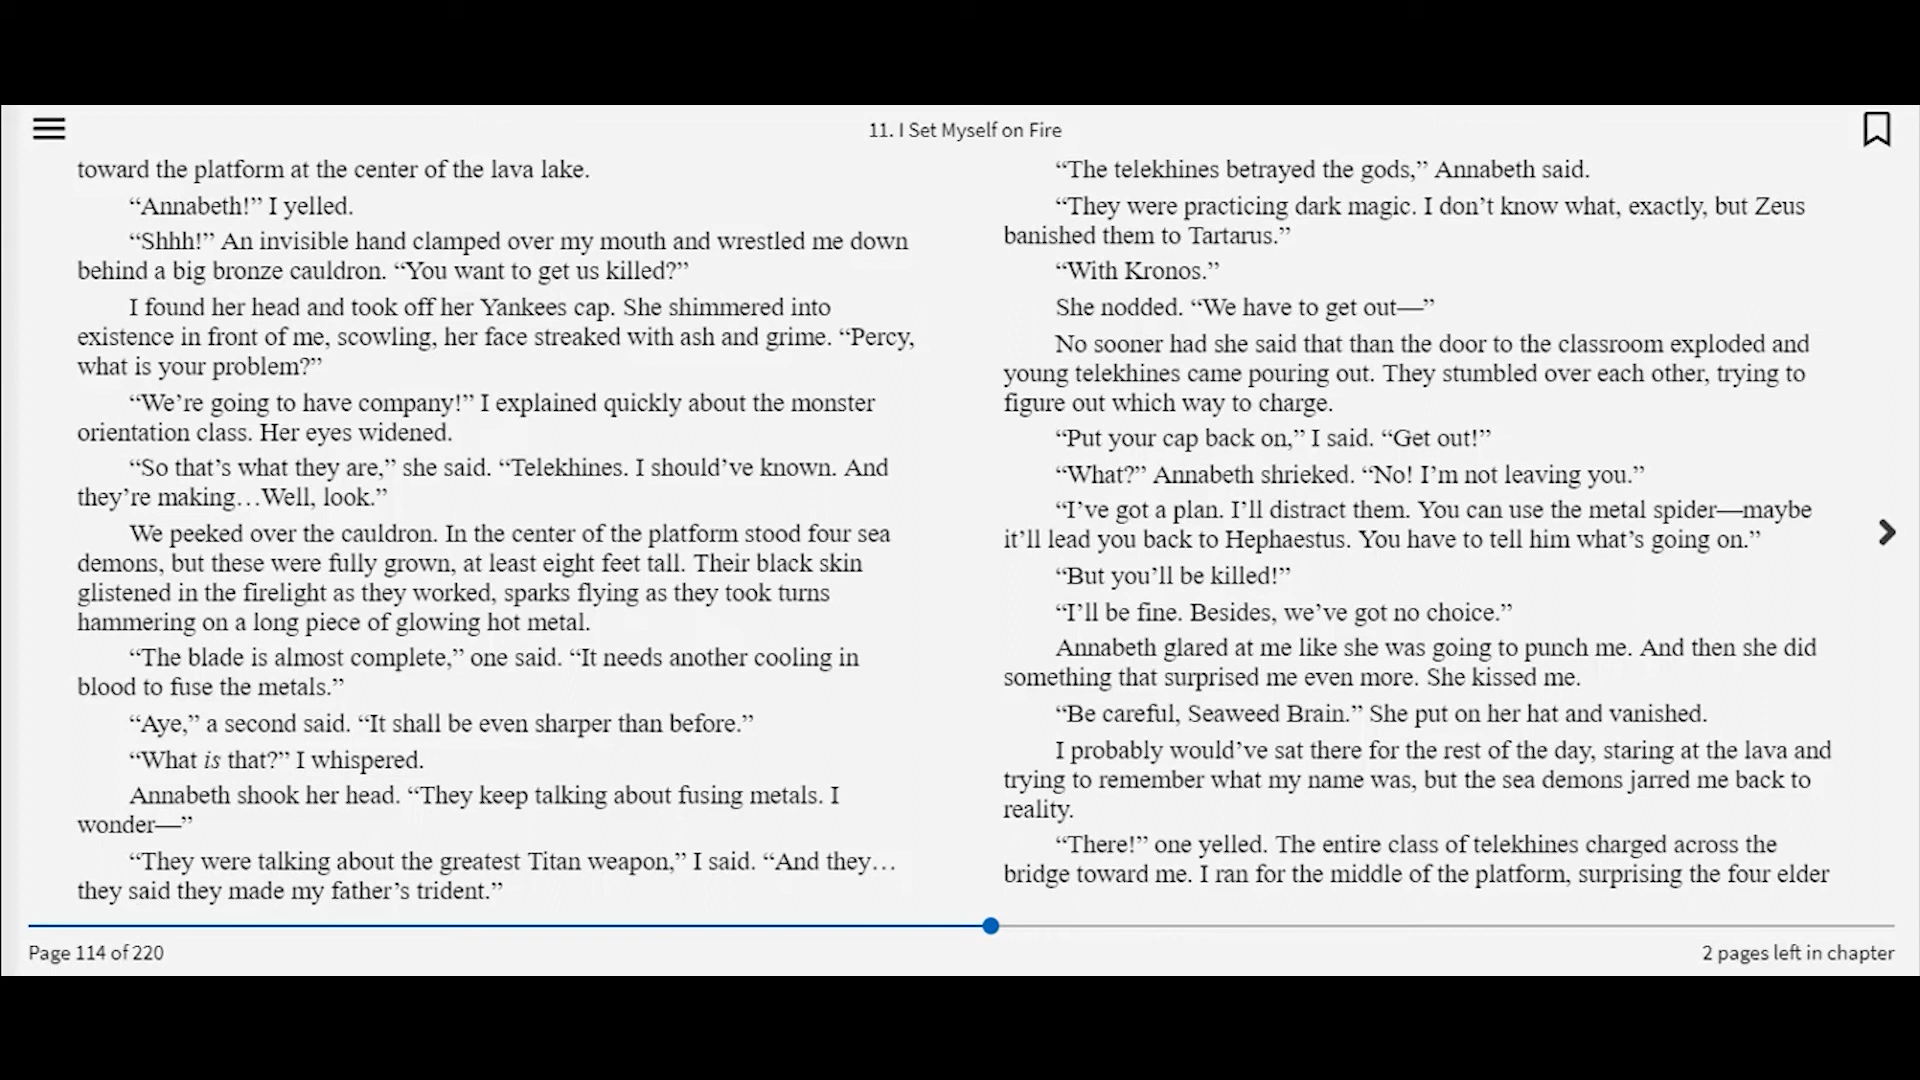 11. I Set Myself on Fire
toward the platform at the center of the lava lake.
“Annabeth!” I yelled.
“Shhh!” An invisible hand clamped over my mouth and wrestled me down
behind a big bronze cauldron. “You want to get us killed?”
I found her head and took off her Yankees cap. She shimmered into
existence in front of me, scowling, her face streaked with ash and grime. “Percy,
what is your problem?”
“We’re going to have company!” I explained quickly about the monster
orientation class. Her eyes widened.
“So that’s what they are,” she said. “Telekhines. I should’ve known. And
they’re making…Well, look.”
We peeked over the cauldron. In the center of the platform stood four sea
demons, but these were fully grown, at least eight feet tall. Their black skin
glistened in the firelight as they worked, sparks flying as they took turns
hammering on a long piece of glowing hot metal.
“The blade is almost complete,” one said. “It needs another cooling in
blood to fuse the metals.”
“Aye,” a second said. “It shall be even sharper than before.”
“What is that?” I whispered.
Annabeth shook her head. “They keep talking about fusing metals. I
wonder—”
“They were talking about the greatest Titan weapon,” I said. “And they…
they said they made my father’s trident.”
“The telekhines betrayed the gods,” Annabeth said.
“They were practicing dark magic. I don’t know what, exactly, but Zeus
banished them to Tartarus.”
“With Kronos.”
She nodded. “We have to get out—”
No sooner had she said that than the door to the classroom exploded and
young telekhines came pouring out. They stumbled over each other, trying to
figure out which way to charge.
“Put your cap back on,” I said. “Get out!”
“What?” Annabeth shrieked. “No! I’m not leaving you.”
“I’ve got a plan. I’ll distract them. You can use the metal spider—maybe
it’ll lead you back to Hephaestus. You have to tell him what’s going on.”
“But you’ll be killed!”
“I’ll be fine. Besides, we’ve got no choice.”
Annabeth glared at me like she was going to punch me. And then she did
something that surprised me even more. She kissed me.
“Be careful, Seaweed Brain.” She put on her hat and vanished.
I probably would’ve sat there for the rest of the day, staring at the lava and
trying to remember what my name was, but the sea demons jarred me back to
reality.
“There!” one yelled. The entire class of telekhines charged across the
bridge toward me. I ran for the middle of the platform, surprising the four elder
Page 114 of 220
2 pages left in chapter